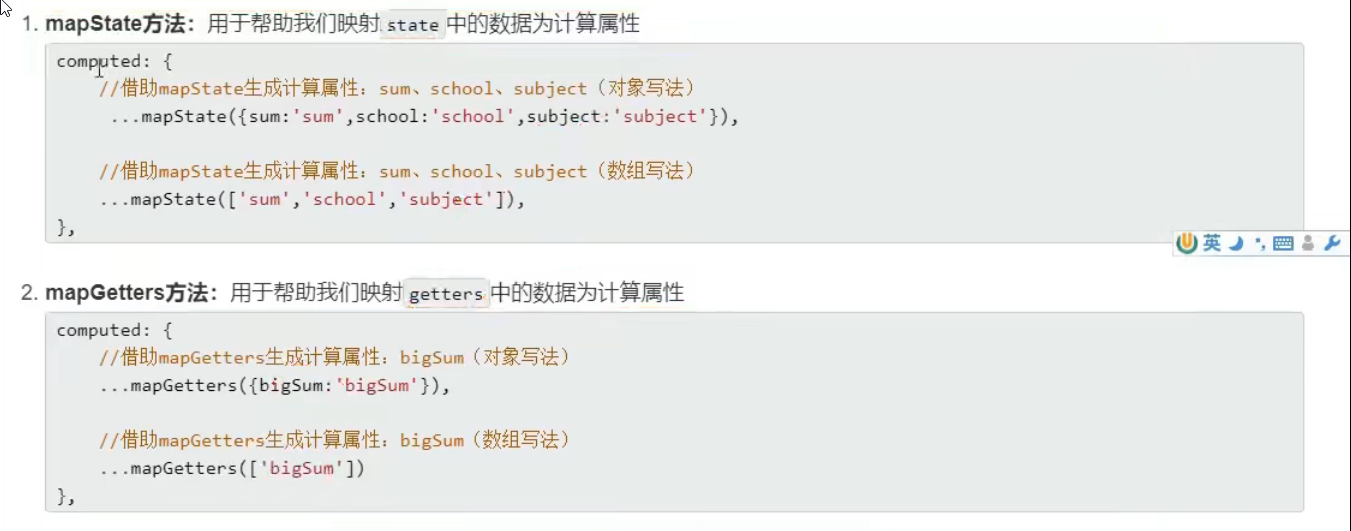 1. mapState方法：用于帮助我们映射 state 中的数据为计算属性
computed: {
//借助mapState生成计算属性：sum、school、subject（对象写法）
...mapState({sum:'sum',school:'school',subject:'subject'}),
//借助mapState生成计算属性：sum、school、subject（数组写法）
...mapState(['sum','school','subject']),
},
英
2. mapGetters方法：用于帮助我们映射 getters 中的数据为计算属性
computed: {
//借助mapGetters生成计算属性：bigSum（对象写法）
...mapGetters({bigSum:'bigSum'}),
//借助mapGetters生成计算属性：bigSum（数组写法）
...mapGetters(['bigSum'])
},